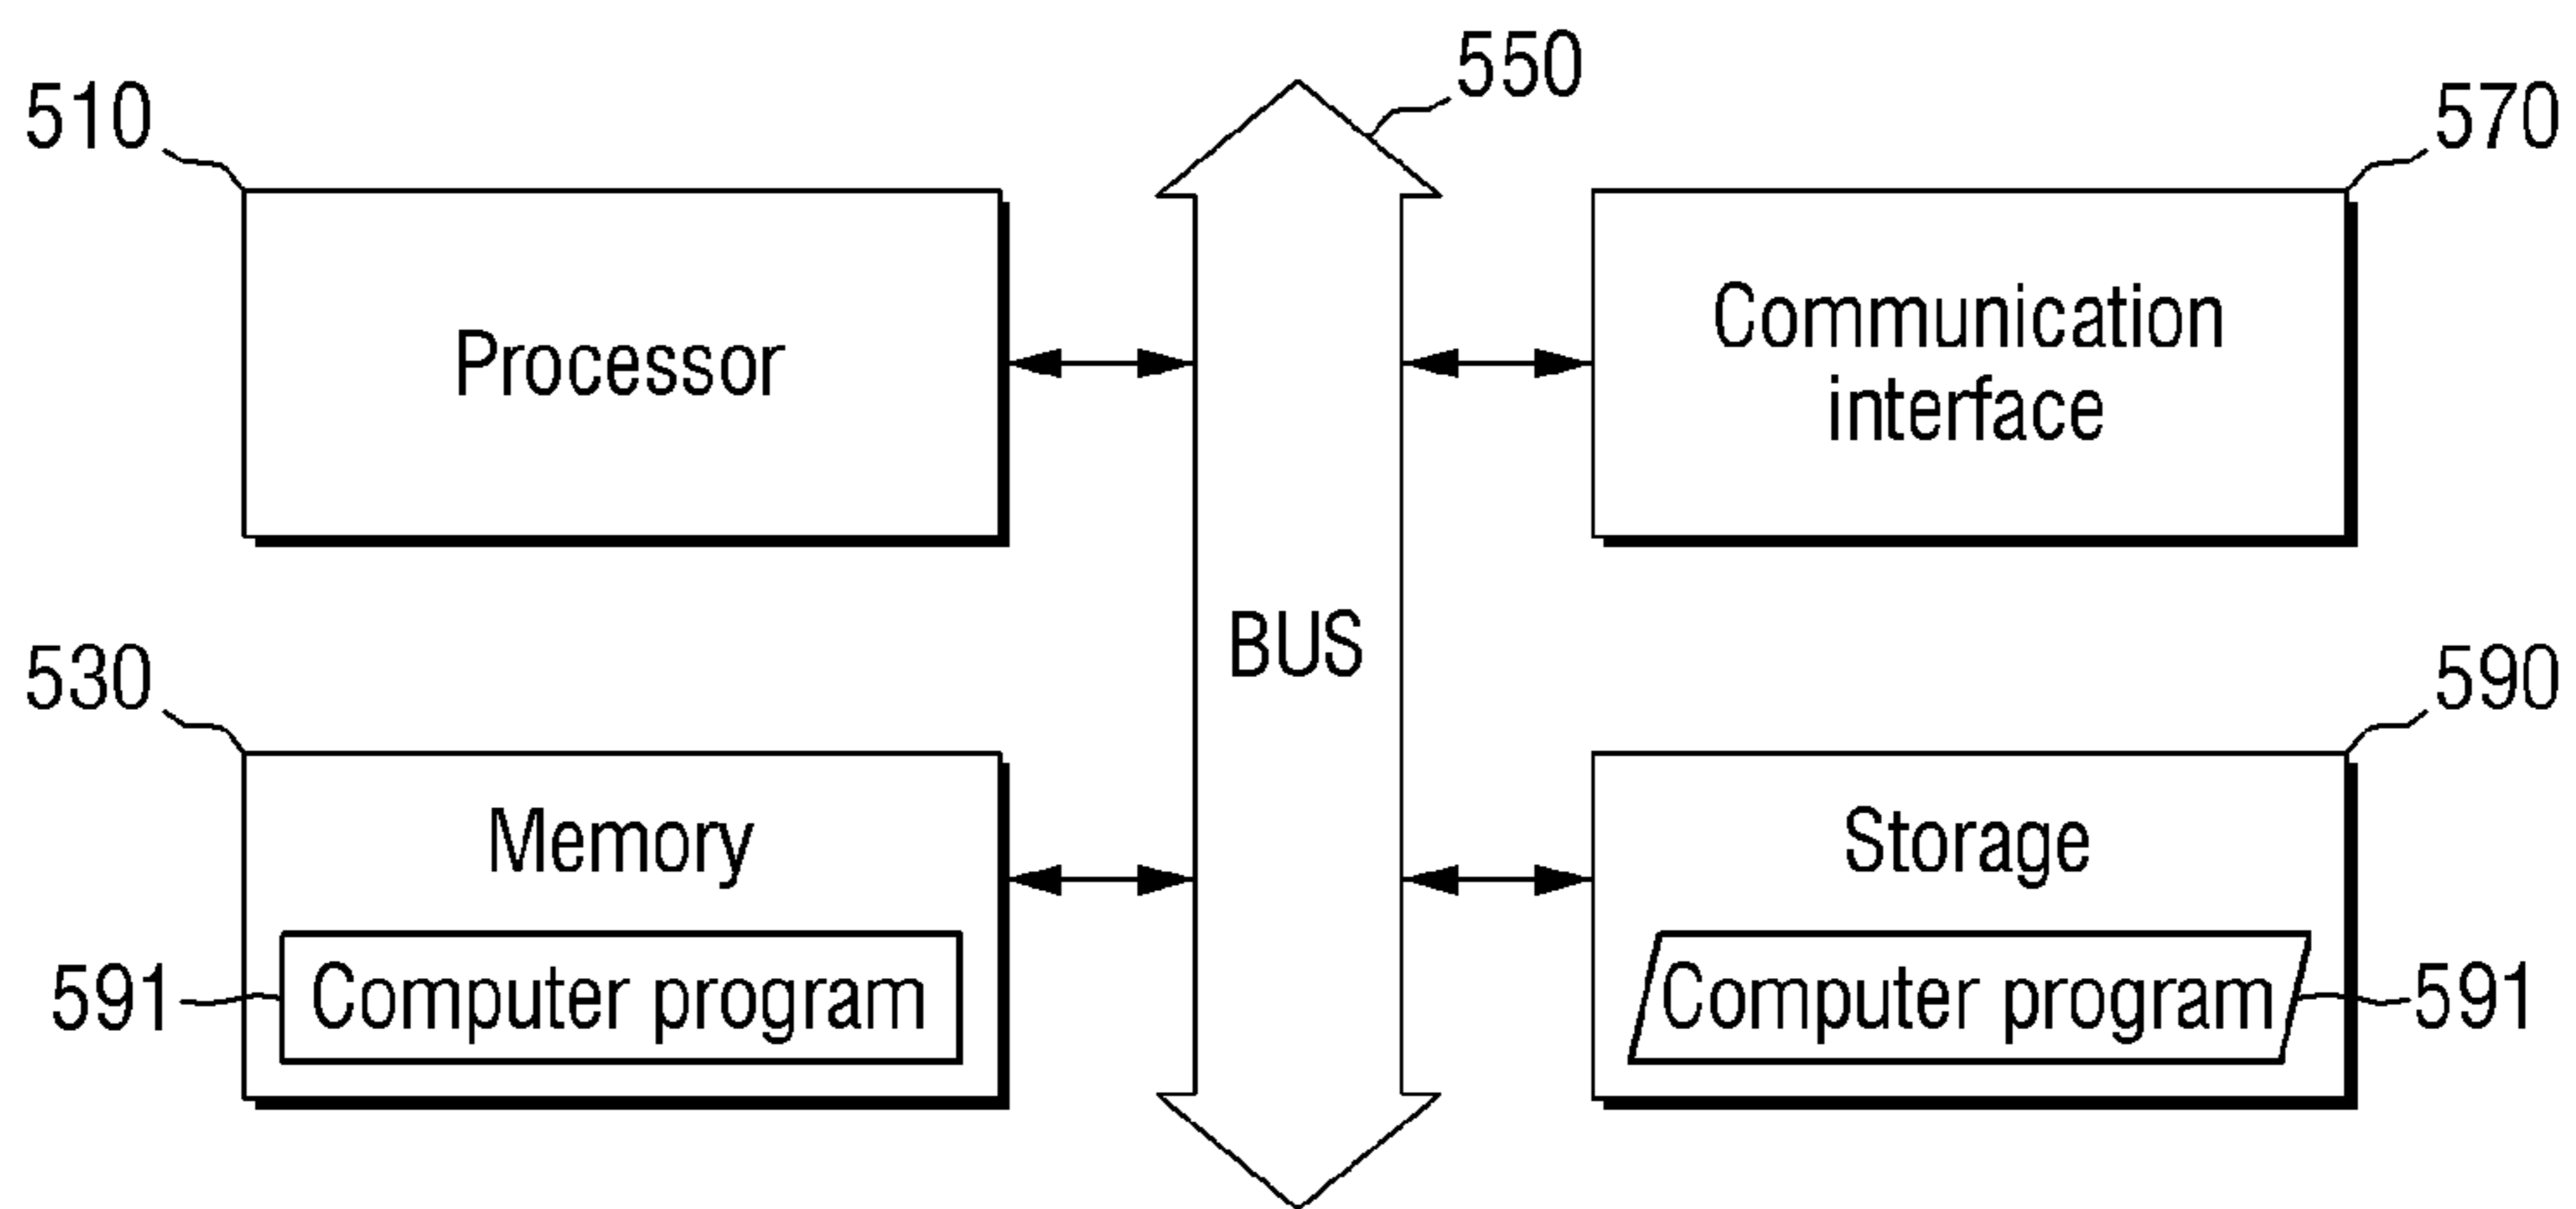 550
510
570
Processor
Communication
interface
BUS
530
590
Memory
Storage
591
Computer program
Computer program
591